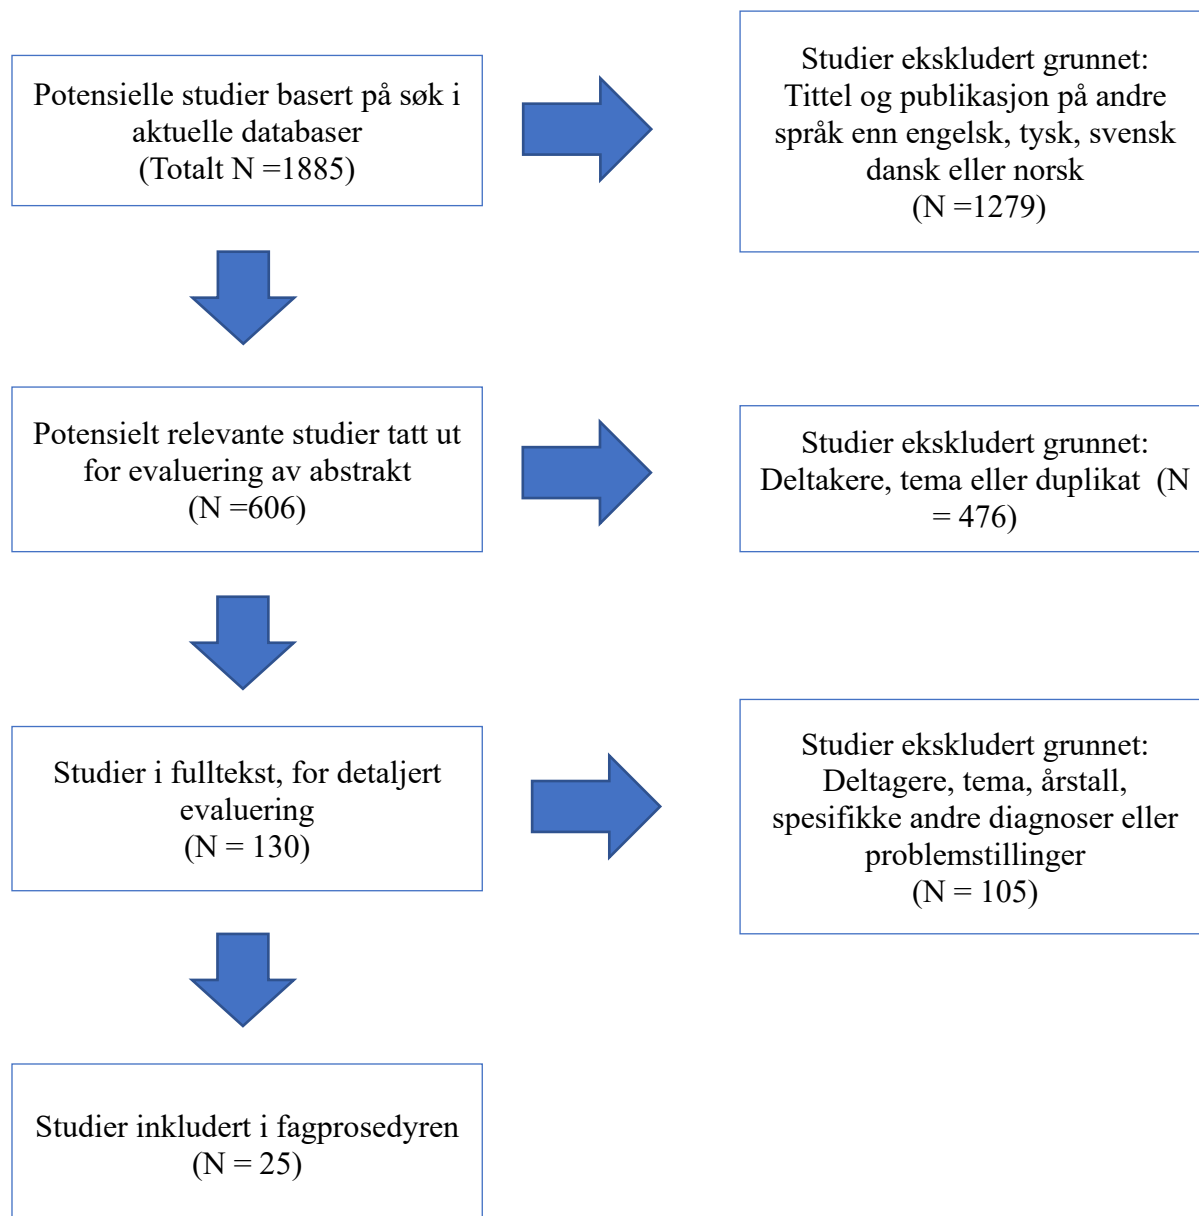 Potensielle studier basert på søk i
aktuelle databaser
(Totalt N =1885)
Studier ekskludert grunnet:
Tittel og publikasjon på andre
språk enn engelsk, tysk, svensk
dansk eller norsk
(N =1279)
Potensielt relevante studier tatt ut
for evaluering av abstrakt
(N =606)
Studier ekskludert grunnet:
Deltakere, tema eller duplikat  (N
= 476)
Studier i fulltekst, for detaljert
evaluering
(N = 130)
Studier ekskludert grunnet:
Deltagere, tema, årstall,
spesifikke andre diagnoser eller
problemstillinger
(N = 105)
Studier inkludert i fagprosedyren
(N = 25)